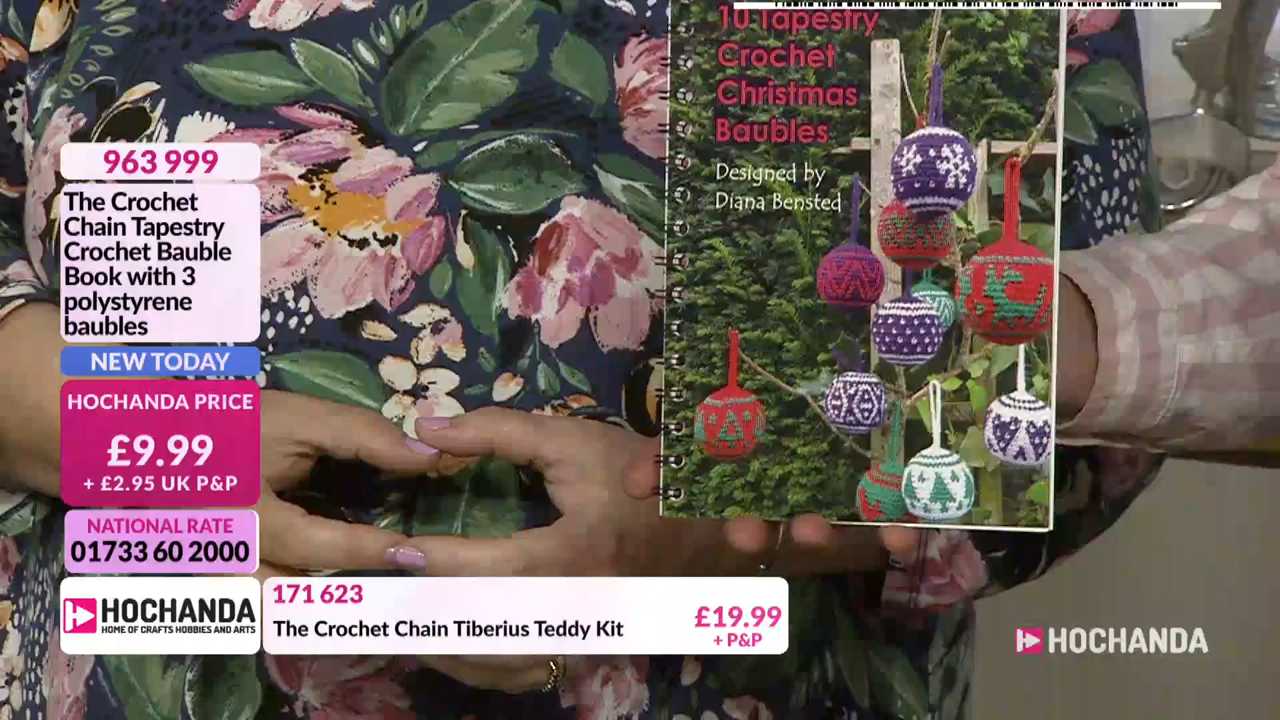 10 Tapestry
Crochet
Christmas
Baubles
Designed by
Diana Bensted
963 999
The Crochet
Chain Tapestry
Crochet Bauble
Book with 3
polystyrene
baubles
NEW TODAY
HOCHANDA PRICE
£9.99
+ £2.95 UK P&P
NATIONAL RATE
01733 60 2000
HOCHANDA
HOME OF CRAFTS HOBBIES AND ARTS
171 623
The Crochet Chain Tiberius Teddy Kit
£19.99
+ P&P
HOCHANDA